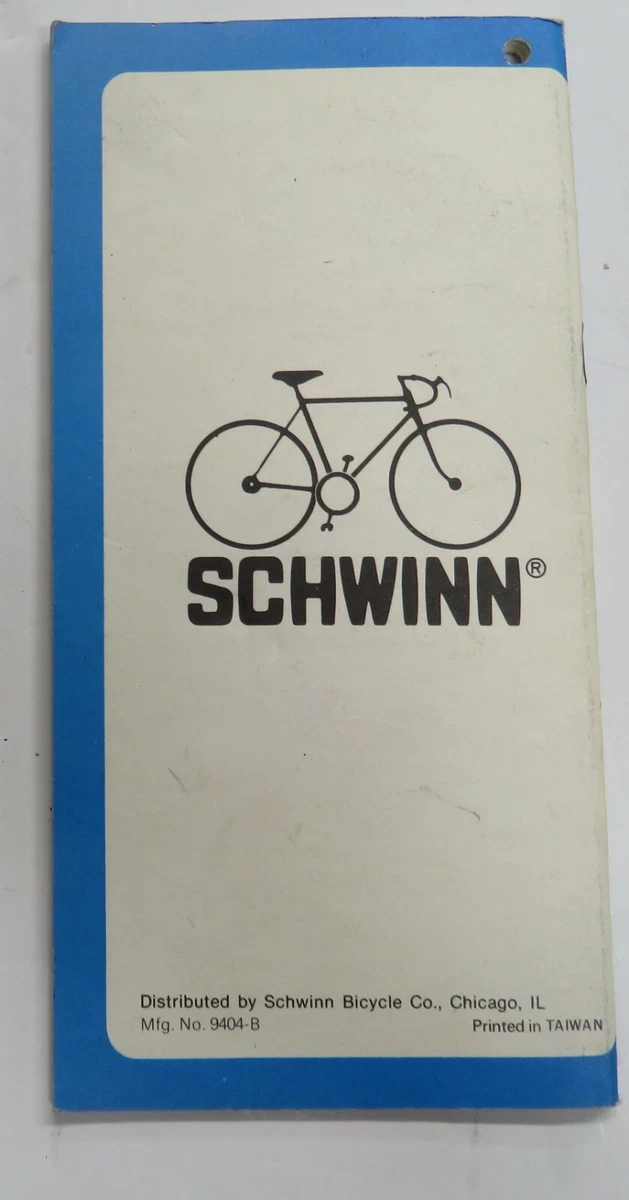 SCHWINN®
Distributed by Schwinn Bicycle Co., Chicago, IL
Mfg. No. 9404-B Printed in TAIWAN